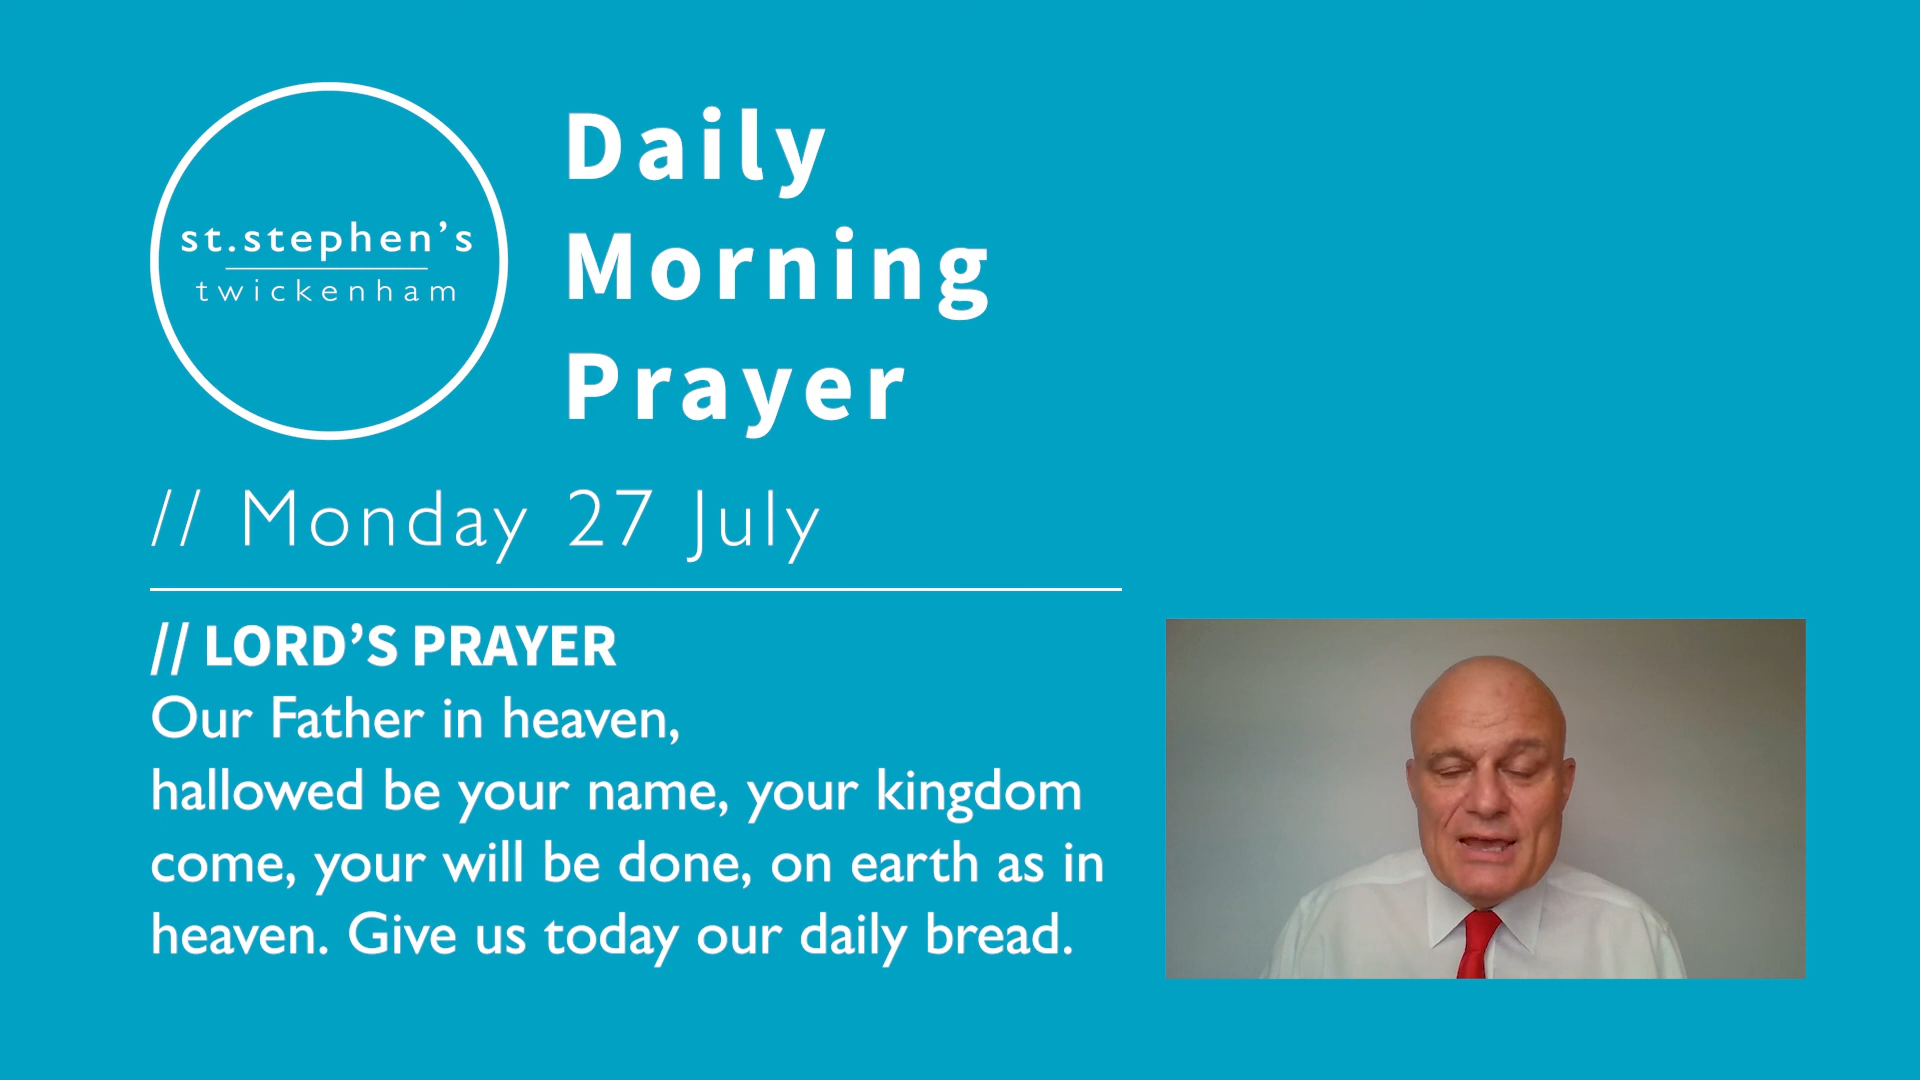 st.stephen's
twickenham
Daily
Morning
Prayer
// Monday 27 July
// LORD’S PRAYER
Our Father in heaven,
hallowed be your name, your kingdom
come, your will be done, on earth as in
heaven. Give us today our daily bread.